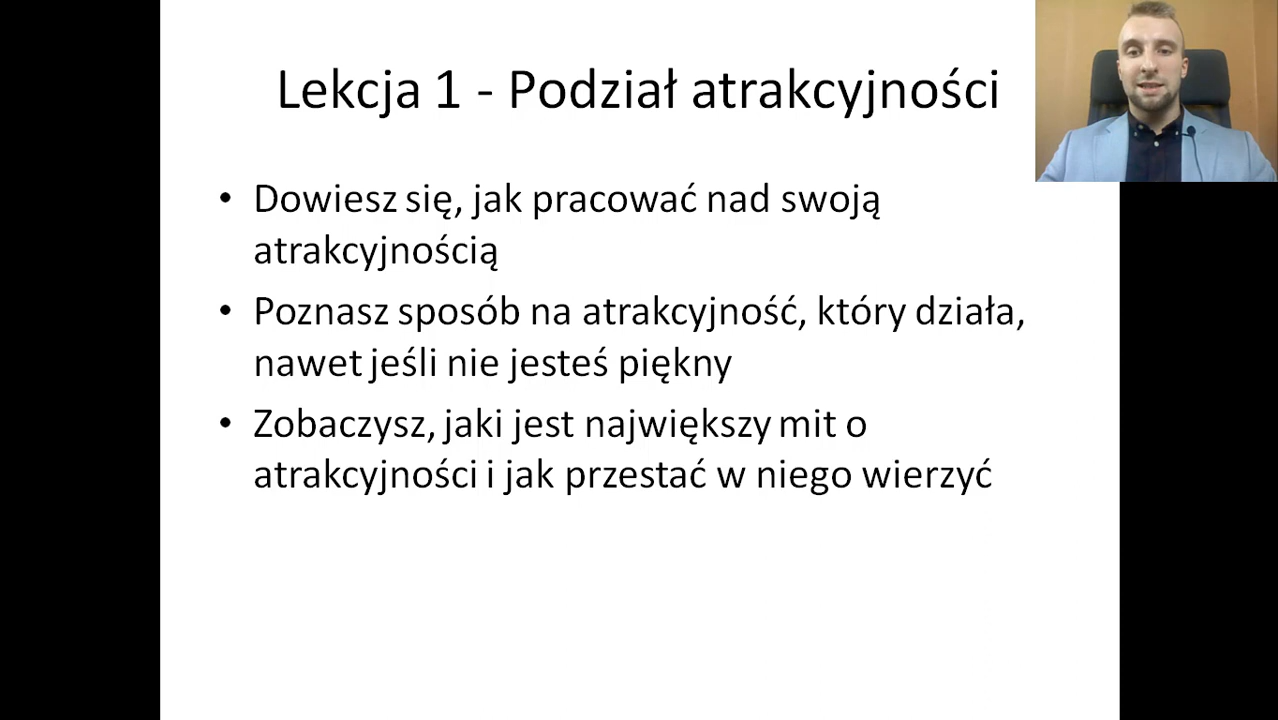 Lekcja 1 - Podział atrakcyjności
• Dowiesz się, jak pracować nad swoją
atrakcyjnością
• Poznasz sposób na atrakcyjność, który działa,
nawet jeśli nie jesteś piękny
• Zobaczysz, jaki jest największy mit o
atrakcyjności i jak przestać w niego wierzyć